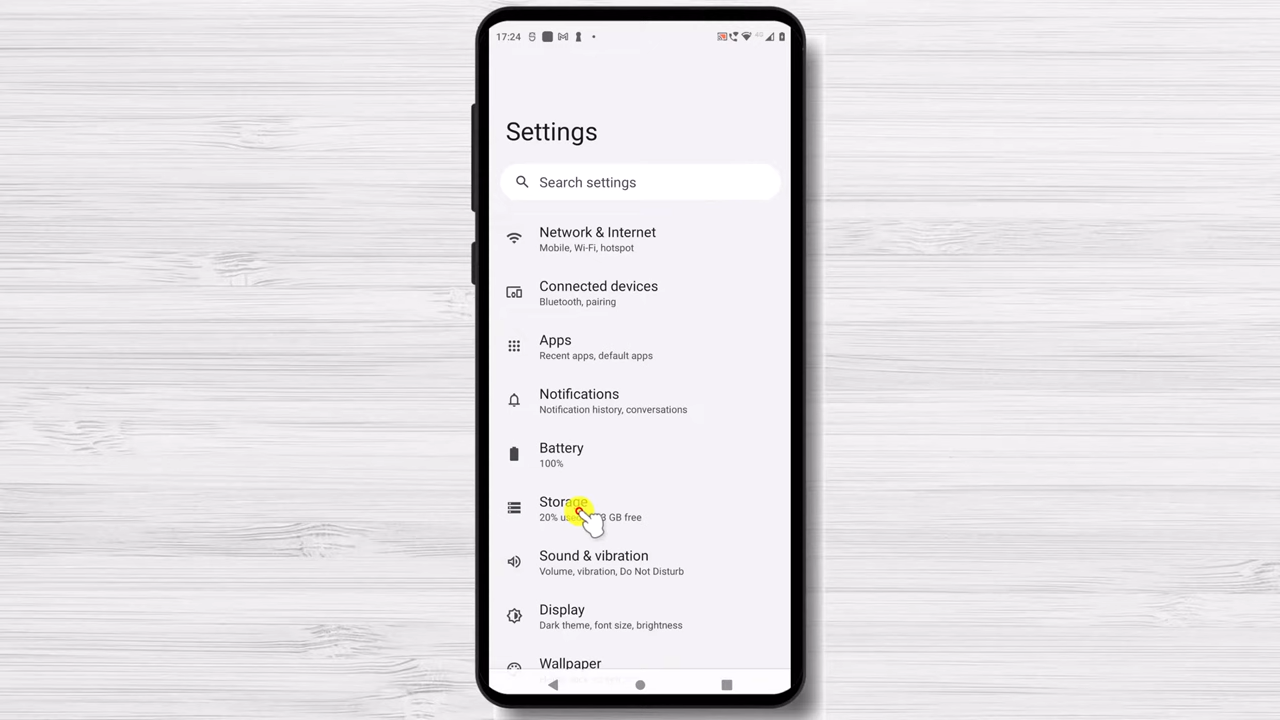 17:24
Settings
Search settings
Network & Internet
Mobile, Wi-Fi, hotspot
Connected devices
Bluetooth, pairing
Apps
Recent apps, default apps
Notifications
Notification history, conversations
Battery
100%
Storage
20% GB free
Sound & vibration
Volume, vibration, Do Not Disturb
Display
Dark theme, font size, brightness
Wallpaper